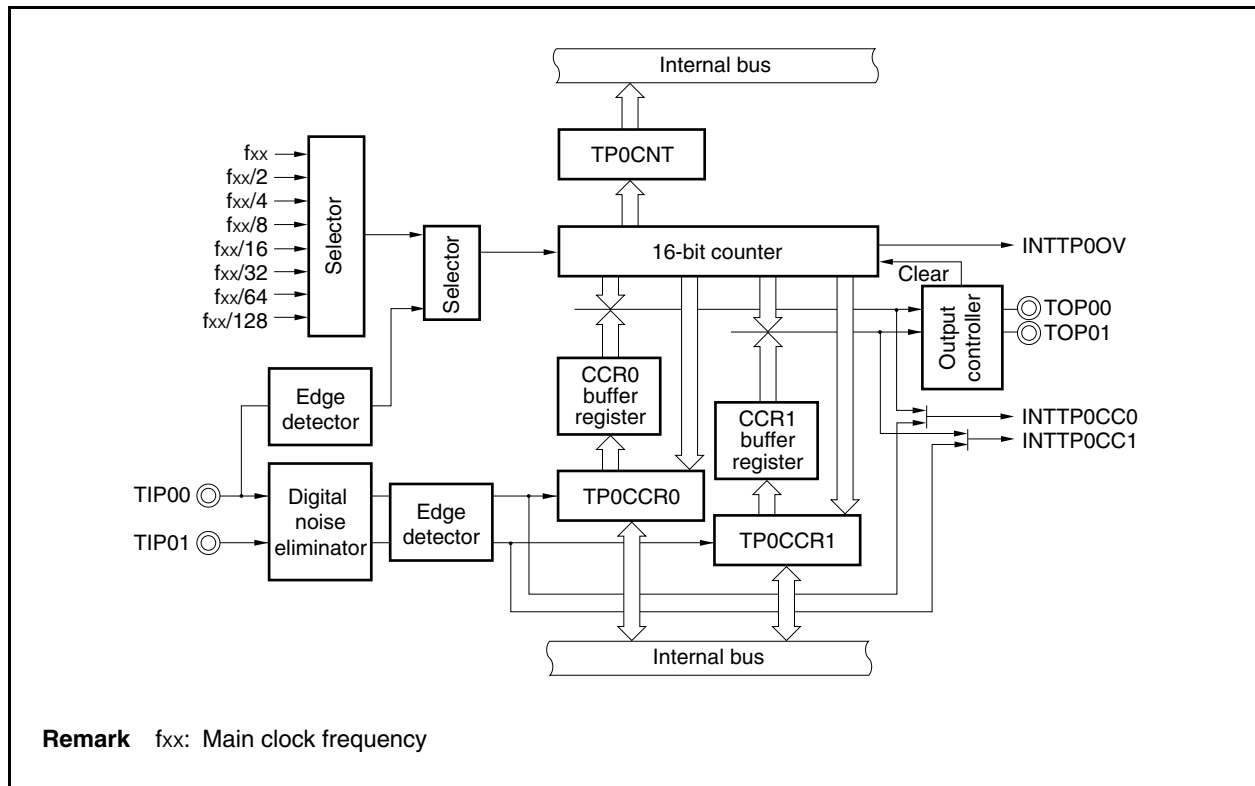 Internal bus
TP0CNT
fxx
fxx/2
fxx/4
fxx/8
fxx/16
fxx/32
fxx/64
fxx/128
Selector
Selector
16-bit counter
INTTP0OV
Clear
TOP00
TOP01
Output
controller
CCR0
buffer
register
CCR1
buffer
register
INTTP0CC0
INTTP0CC1
Edge
detector
TIP00
TIP01
Digital
noise
eliminator
Edge
detector
TP0CCR0
TP0CCR1
Internal bus
Remark fxx: Main clock frequency